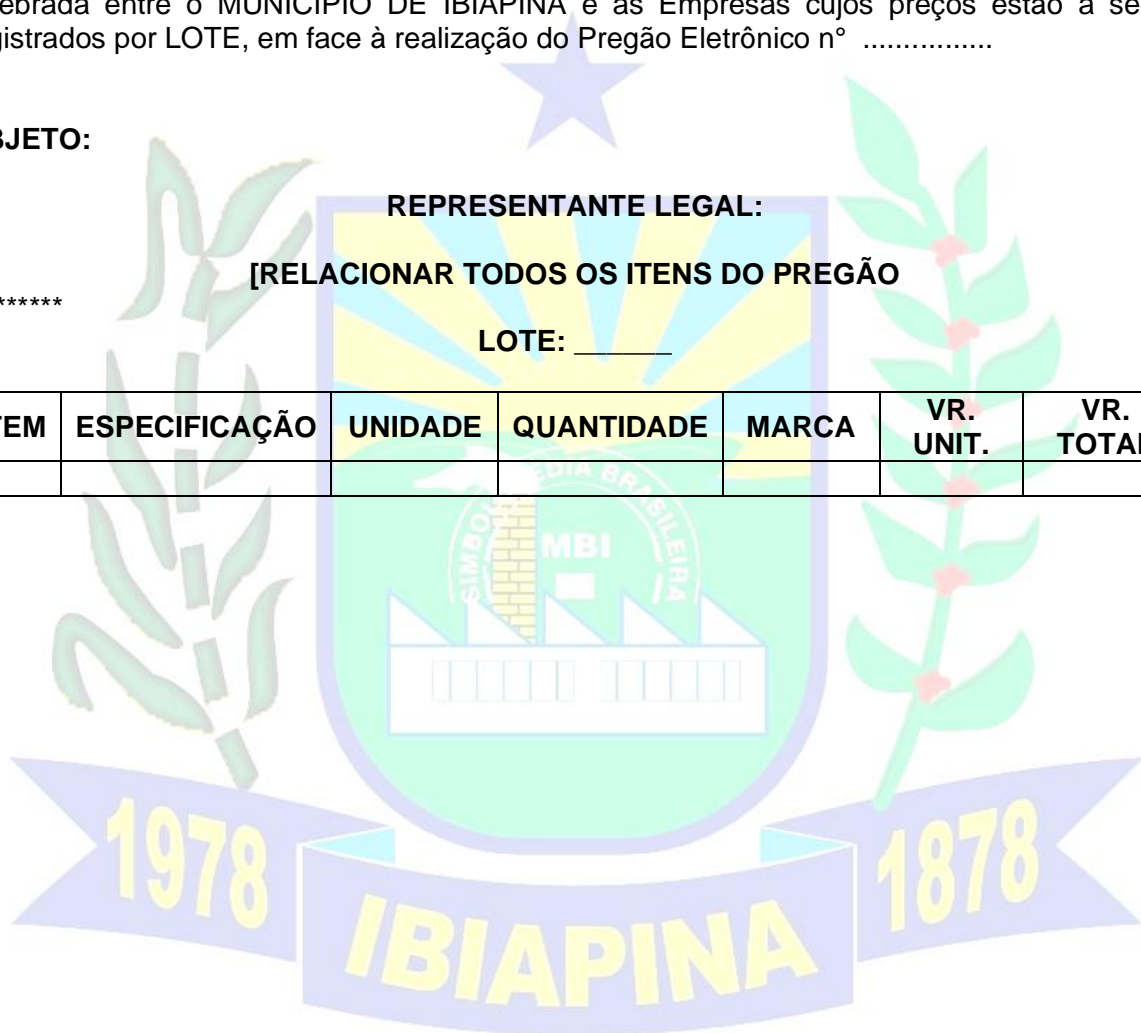 ebrada entre o MUNICÍPIO DE IBIAPINA e as Empresas cujos preços estão a se
gistrados por LOTE, em face à realização do Pregão Eletrônico n° ................
BJETO:
REPRESENTANTE LEGAL:
[RELACIONAR TODOS OS ITENS DO PREGÃO
******
LOTE: ______
TEM ESPECIFICAÇÃO UNIDADE QUANTIDADE MARCA VR. UNIT. VR. TOTAL
BRASILEIRA
MBI
1978 1878
IBIAPINA